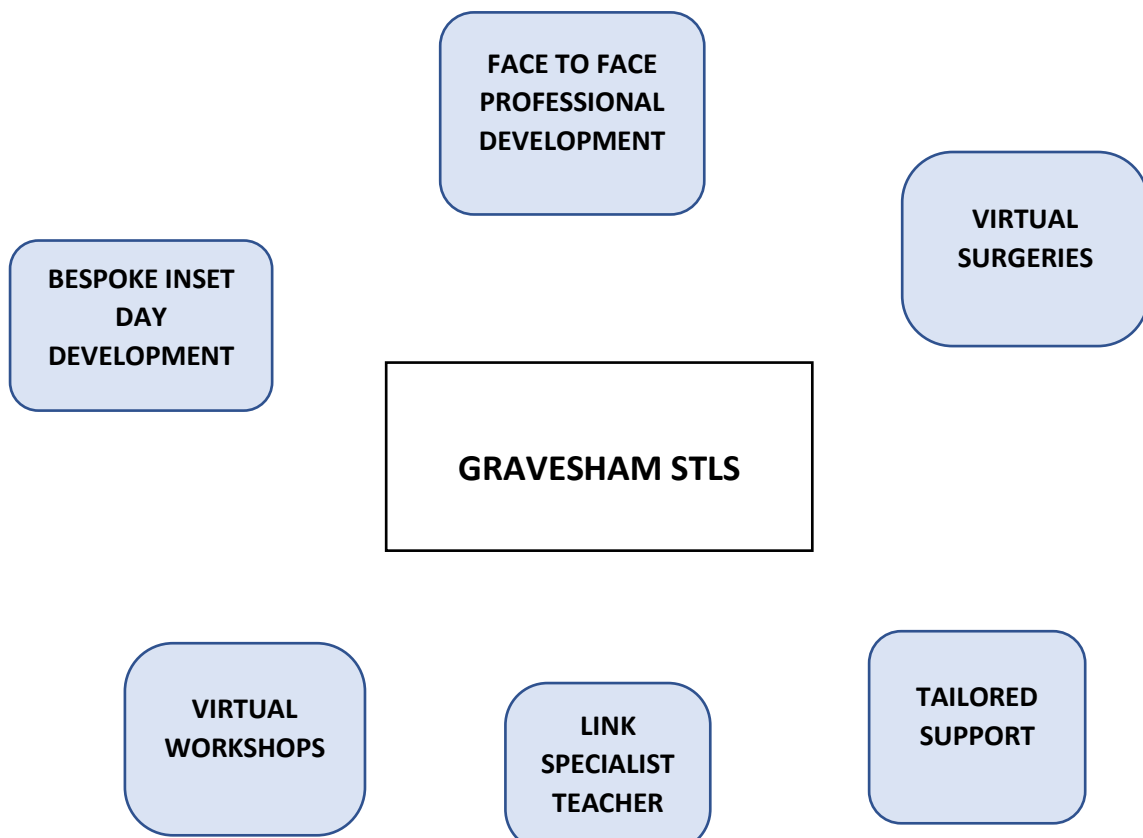 FACE TO FACE
PROFESSIONAL
DEVELOPMENT
VIRTUAL
SURGERIES
BESPOKE INSET
DAY
DEVELOPMENT
GRAVESHAM STLS
VIRTUAL
WORKSHOPS
LINK
SPECIALIST
TEACHER
TAILORED
SUPPORT